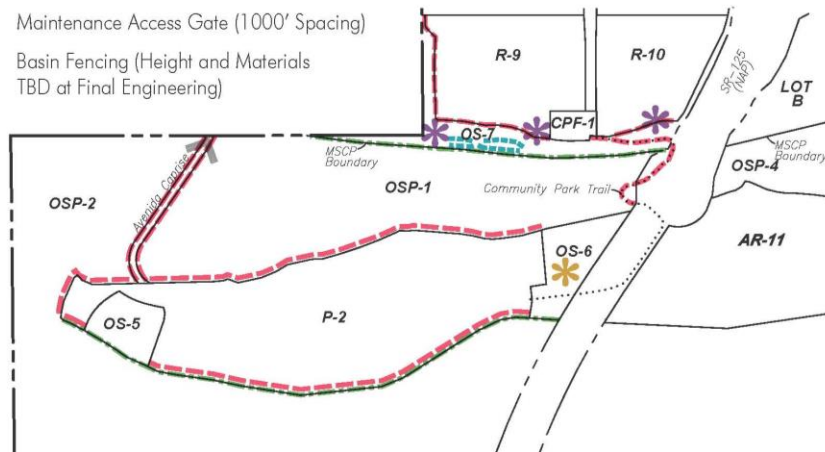 Maintenance Access Gate (1000' Spacing)
Basin Fencing (Height and Materials
TBD at Final Engineering)
R-9
R-10
SR-125
(NAP)
LOT
B
CPF-1
OS-7
MSCP
Boundary
MSCP
Boundary
OSP-4
OSP-2
Avenida Caprise
OSP-1
Community Park Trail
OS-6
AR-11
OS-5
P-2